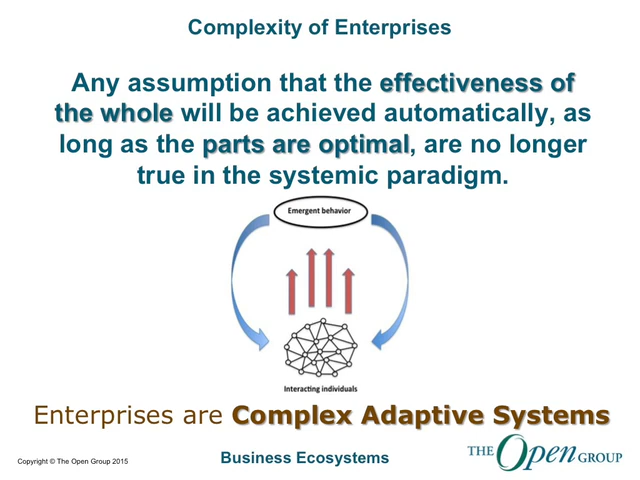 Complexity of Enterprises
Any assumption that the effectiveness of
the whole will be achieved automatically, as
long as the parts are optimal, are no longer
true in the systemic paradigm.
Emergent behavior
Interacting individuals
Enterprises are Complex Adaptive Systems
Copyright © The Open Group 2015
Business Ecosystems
THE Open GROUP